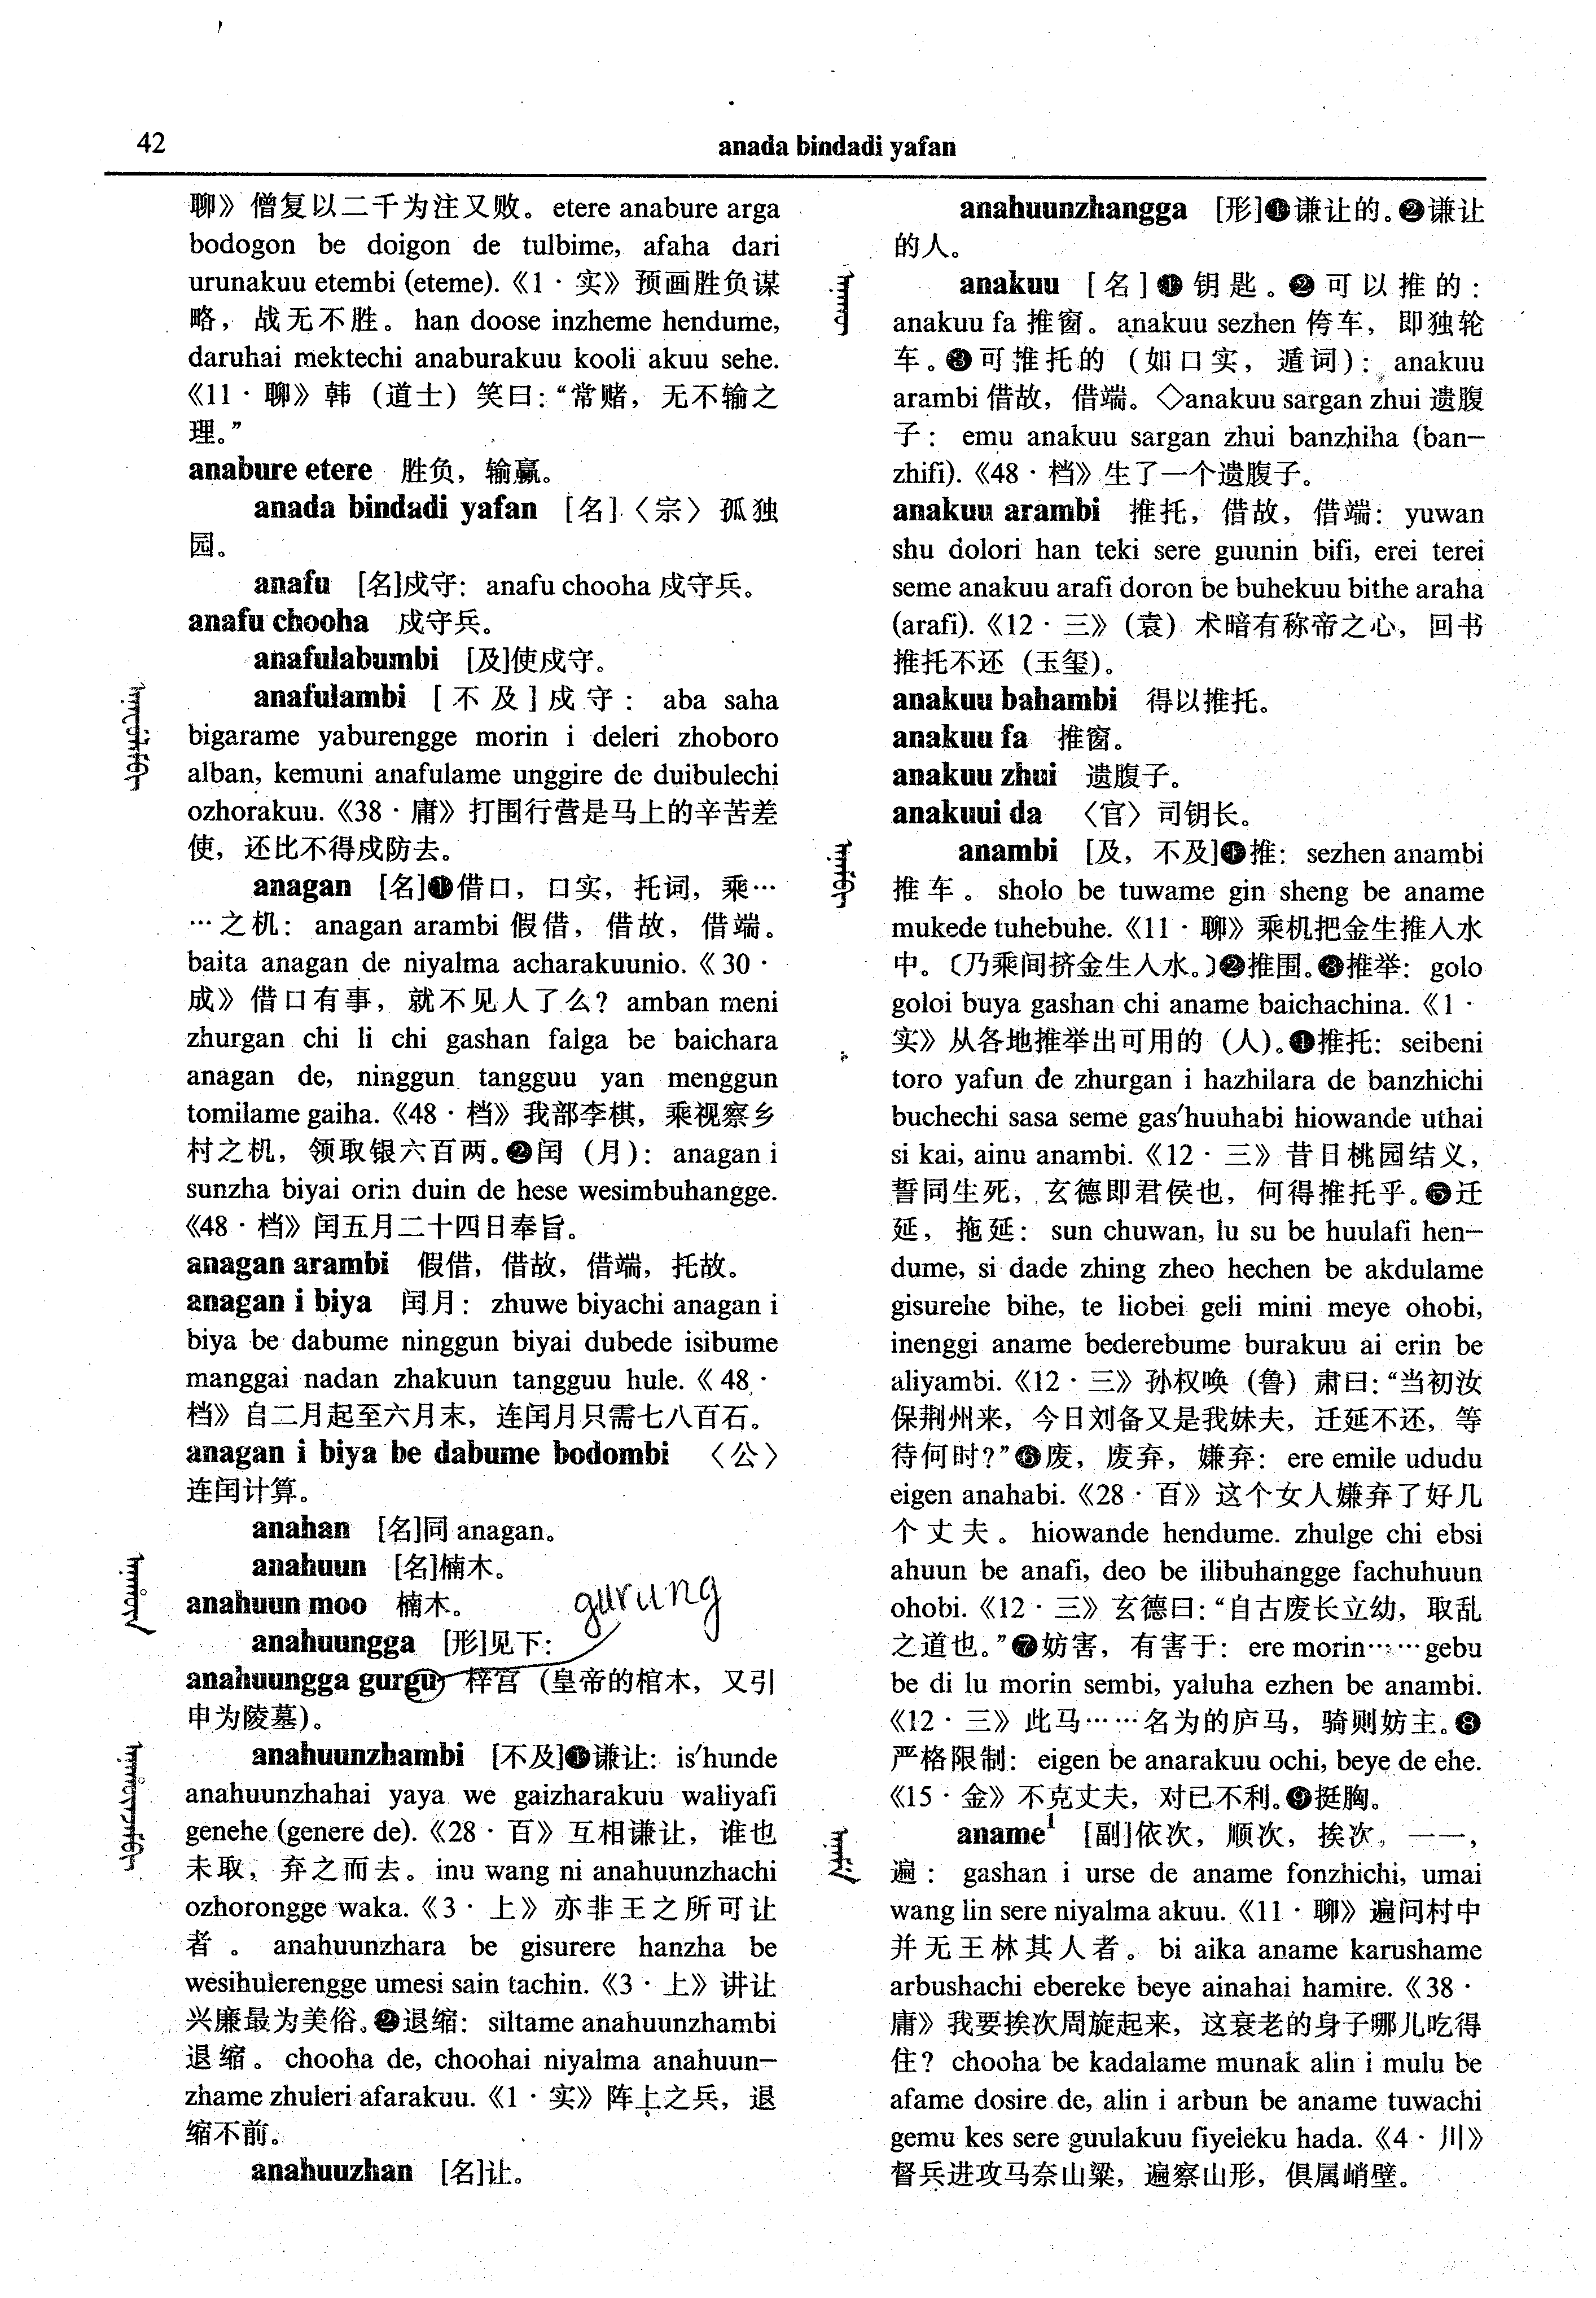 42
anada bindadi yafan
聊》僧复以二千为注又败。etere anabure arga
bodogon be doigon de tulbime, afaha dari
urunakuu etembi (eteme).《1·实》预画胜负谋
略，战无不胜。han doose inzheme hendume,
daruhai mektechi anaburakuu kooli akuu sehe.
《11·聊》韩（道士）笑曰：“常赌，无不输之
理。”
anabure etere 胜负，输赢。
anada bindadi yafan [名]〈宗〉孤独
园。
anafu [名]戍守：anafu chooha 戍守兵。
anafu chooha 戍守兵。
anafulabumbi [及]使戍守。
anafulambi [不及]戍守：aba saha
bigarame yaburengge morin i deleri zhoboro
alban, kemuni anafulame unggire de duibulechi
ozhorakuu.《38·庸》打围行营是马上的辛苦差
使，还比不得戍防去。
anagan [名]❶借口，口实，托词，乘…
…之机：anagan arambi 假借，借故，借端。
baita anagan de niyalma acharakuunio.《30·
成》借口有事，就不见人了么？amban meni
zhurgan chi li chi gashan falga be baichara
anagan de, ninggun tangguu yan menggun
tomilame gaiha.《48·档》我部李棋，乘视察乡
村之机，领取银六百两。❷闰（月）：anagan i
sunzha biyai orin duin de hese wesimbuhangge.
《48·档》闰五月二十四日奉旨。
anagan arambi 假借，借故，借端，托故。
anagan i biya 闰月：zhuwe biyachi anagan i
biya be dabume ninggun biyai dubede isibume
manggai nadan zhakuun tangguu hule.《48·
档》自二月起至六月末，连闰月只需七八百石。
anagan i biya be dabume bodombi 〈公〉
连闰计算。
anahan [名]同 anagan。
anahuun [名]楠木。
anahuun moo 楠木。
gurung
anahuungga [形]见下：
anahuungga gurgu 梓宫（皇帝的棺木，又引
申为陵墓）。
anahuunzhambi [不及]❶谦让：is'hunde
anahuunzhahai yaya we gaizharakuu waliyafi
genehe (genere de).《28·百》互相谦让，谁也
未取，弃之而去。inu wang ni anahuunzhachi
ozhorongge waka.《3·上》亦非王之所可让
者。anahuunzhara be gisurere hanzha be
wesihulerengge umesi sain tachin.《3·上》讲让
兴廉最为美俗。❷退缩：siltame anahuunzhambi
退缩。chooha de, choohai niyalma anahuun-
zhame zhuleri afarakuu.《1·实》阵上之兵，退
缩不前。
anahuuzhan [名]让。
anahuunzhangga [形]❶谦让的。❷谦让
的人。
anakuu [名]❶钥匙。❷可以推的：
anakuu fa 推窗。anakuu sezhen 侉车，即独轮
车。❸可推托的（如口实，遁词）：anakuu
arambi 借故，借端。◇anakuu sargan zhui 遗腹
子：emu anakuu sargan zhui banzhiha (ban-
zhifi).《48·档》生了一个遗腹子。
anakuu arambi 推托，借故，借端：yuwan
shu dolori han teki sere guunin bifi, erei terei
seme anakuu arafi doron be buhekuu bithe araha
(arafi).《12·三》（袁）术暗有称帝之心，回书
推托不还（玉玺）。
anakuu bahambi 得以推托。
anakuu fa 推窗。
anakuu zhui 遗腹子。
anakuui da 〈官〉司钥长。
anambi [及，不及]❶推：sezhen anambi
推车。sholo be tuwame gin sheng be aname
mukede tuhebuhe.《11·聊》乘机把金生推入水
中。〔乃乘间挤金生入水。〕❷推围。❸推举：golo
goloi buya gashan chi aname baichachina.《1·
实》从各地推举出可用的（人）。❹推托：seibeni
toro yafun de zhurgan i hazhilara de banzhichi
buchechi sasa seme gas'huuhabi hiowande uthai
si kai, ainu anambi.《12·三》昔日桃园结义，
誓同生死，玄德即君侯也，何得推托乎。❺迁
延，拖延：sun chuwan, lu su be huulafi hen-
dume, si dade zhing zheo hechen be akdulame
gisurehe bihe, te liobei geli mini meye ohobi,
inenggi aname bederebume burakuu ai erin be
aliyambi.《12·三》孙权唤（鲁）肃曰：“当初汝
保荆州来，今日刘备又是我妹夫，迁延不还，等
待何时？”❻废，废弃，嫌弃：ere emile ududu
eigen anahabi.《28·百》这个女人嫌弃了好几
个丈夫。hiowande hendume. zhulge chi ebsi
ahuun be anafi, deo be ilibuhangge fachuhuun
ohobi.《12·三》玄德曰：“自古废长立幼，取乱
之道也。”❼妨害，有害于：ere morin……gebu
be di lu morin sembi, yaluha ezhen be anambi.
《12·三》此马……名为的庐马，骑则妨主。❽
严格限制：eigen be anarakuu ochi, beye de ehe.
《15·金》不克丈夫，对已不利。❾挺胸。
aname¹ [副]依次，顺次，挨次，一一，
遍：gashan i urse de aname fonzhichi, umai
wang lin sere niyalma akuu.《11·聊》遍问村中
并无王林其人者。bi aika aname karushame
arbushachi ebereke beye ainahai hamire.《38·
庸》我要挨次周旋起来，这衰老的身子哪儿吃得
住？chooha be kadalame munak alin i mulu be
afame dosire de, alin i arbun be aname tuwachi
gemu kes sere guulakuu fiyeleku hada.《4·川》
督兵进攻马奈山粱，遍察山形，俱属峭壁。